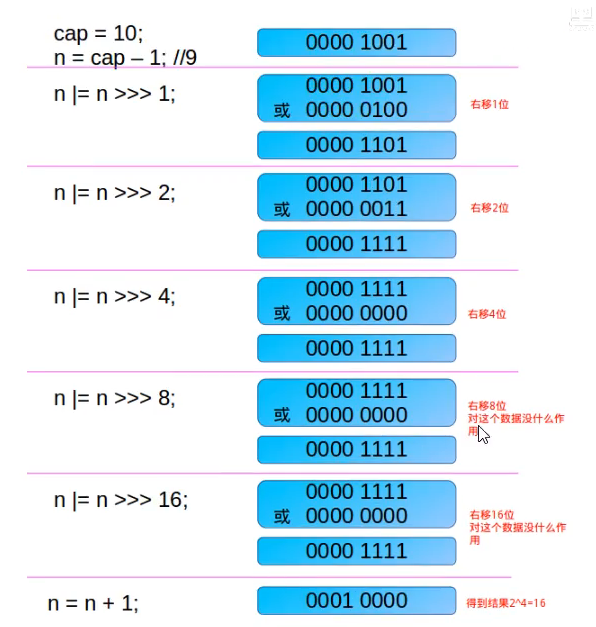 cap = 10;
n = cap – 1; //9
0000 1001
n |= n >>> 1;
0000 1001
或 0000 0100
右移1位
0000 1101
n |= n >>> 2;
0000 1101
或 0000 0011
右移2位
0000 1111
n |= n >>> 4;
0000 1111
或 0000 0000
右移4位
0000 1111
n |= n >>> 8;
0000 1111
或 0000 0000
右移8位
对这个数据没什么作
用
0000 1111
n |= n >>> 16;
0000 1111
或 0000 0000
右移16位
对这个数据没什么作
用
0000 1111
n = n + 1;
0001 0000
得到结果2^4=16